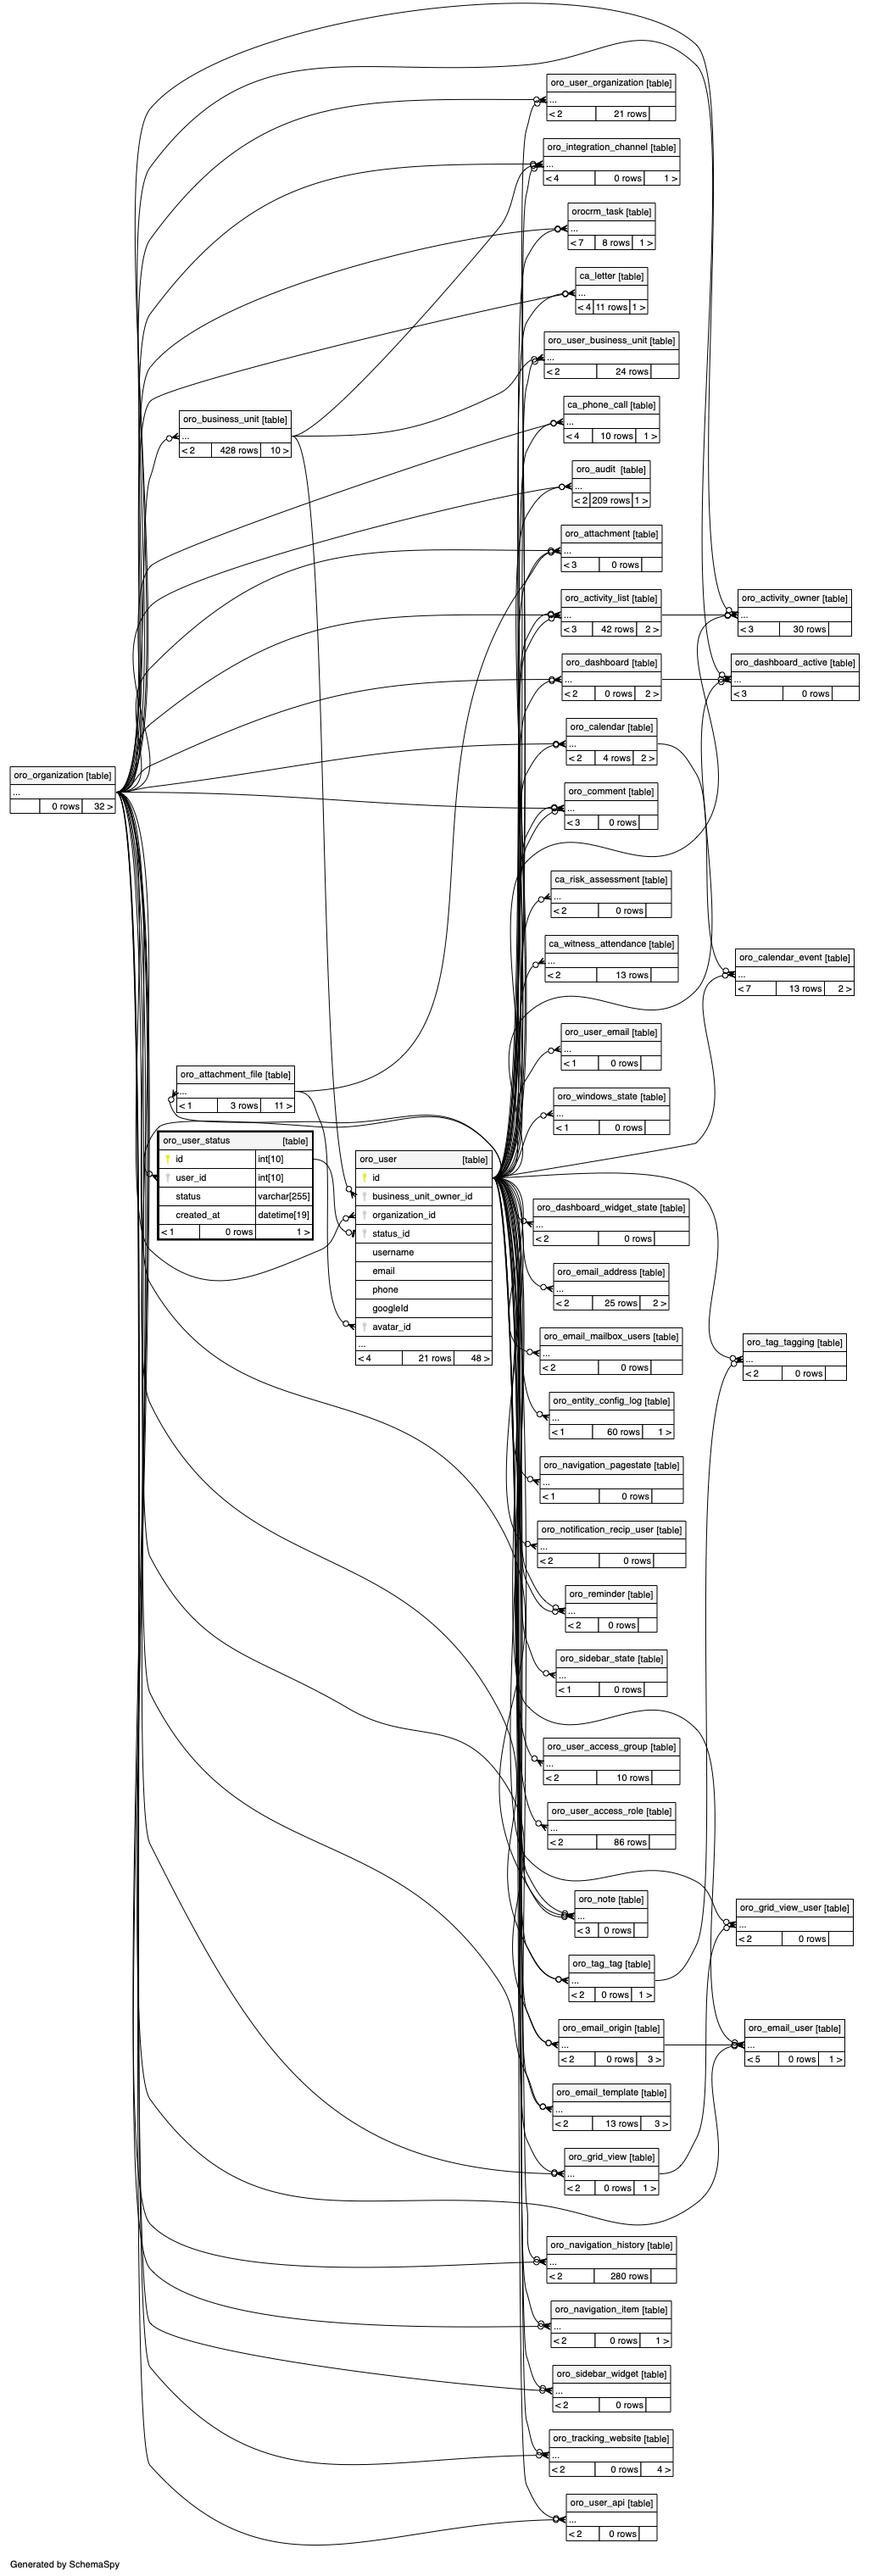 oro_user_organization [table]
...
< 2 21 rows
oro_integration_channel [table]
...
< 4 0 rows 1 >
orocrm_task [table]
...
< 7 8 rows 1 >
ca_letter [table]
...
< 4 11 rows 1 >
oro_user_business_unit [table]
...
< 2 24 rows
ca_phone_call [table]
...
< 4 10 rows 1 >
oro_business_unit [table]
...
< 2 428 rows 10 >
oro_audit [table]
...
< 2 209 rows 1 >
oro_attachment [table]
...
< 3 0 rows
oro_activity_list [table]
...
< 3 42 rows 2 >
oro_activity_owner [table]
...
< 3 30 rows
oro_dashboard [table]
...
< 2 0 rows 2 >
oro_dashboard_active [table]
...
< 3 0 rows
oro_calendar [table]
...
< 2 4 rows 2 >
oro_organization [table]
...
0 rows 32 >
oro_comment [table]
...
< 3 0 rows
ca_risk_assessment [table]
...
< 2 0 rows
ca_witness_attendance [table]
...
< 2 13 rows
oro_calendar_event [table]
...
< 7 13 rows 2 >
oro_user_email [table]
...
< 1 0 rows
oro_attachment_file [table]
...
< 1 3 rows 11 >
oro_windows_state [table]
...
< 1 0 rows
oro_user_status [table]
id int[10]
user_id int[10]
status varchar[255]
created_at datetime[19]
< 1 0 rows 1 >
oro_user [table]
id
business_unit_owner_id
organization_id
status_id
username
email
phone
googleId
avatar_id
...
< 4 21 rows 48 >
oro_dashboard_widget_state [table]
...
< 2 0 rows
oro_email_address [table]
...
< 2 25 rows 2 >
oro_email_mailbox_users [table]
...
< 2 0 rows
oro_tag_tagging [table]
...
< 2 0 rows
oro_entity_config_log [table]
...
< 1 60 rows 1 >
oro_navigation_pagestate [table]
...
< 1 0 rows
oro_notification_recip_user [table]
...
< 2 0 rows
oro_reminder [table]
...
< 2 0 rows
oro_sidebar_state [table]
...
< 1 0 rows
oro_user_access_group [table]
...
< 2 10 rows
oro_user_access_role [table]
...
< 2 86 rows
oro_note [table]
...
< 3 0 rows
oro_grid_view_user [table]
...
< 2 0 rows
oro_tag_tag [table]
...
< 2 0 rows 1 >
oro_email_origin [table]
...
< 2 0 rows 3 >
oro_email_user [table]
...
< 5 0 rows 1 >
oro_email_template [table]
...
< 2 13 rows 3 >
oro_grid_view [table]
...
< 2 0 rows 1 >
oro_navigation_history [table]
...
< 2 280 rows
oro_navigation_item [table]
...
< 2 0 rows 1 >
oro_sidebar_widget [table]
...
< 2 0 rows
oro_tracking_website [table]
...
< 2 0 rows 4 >
oro_user_api [table]
...
< 2 0 rows
Generated by SchemaSpy